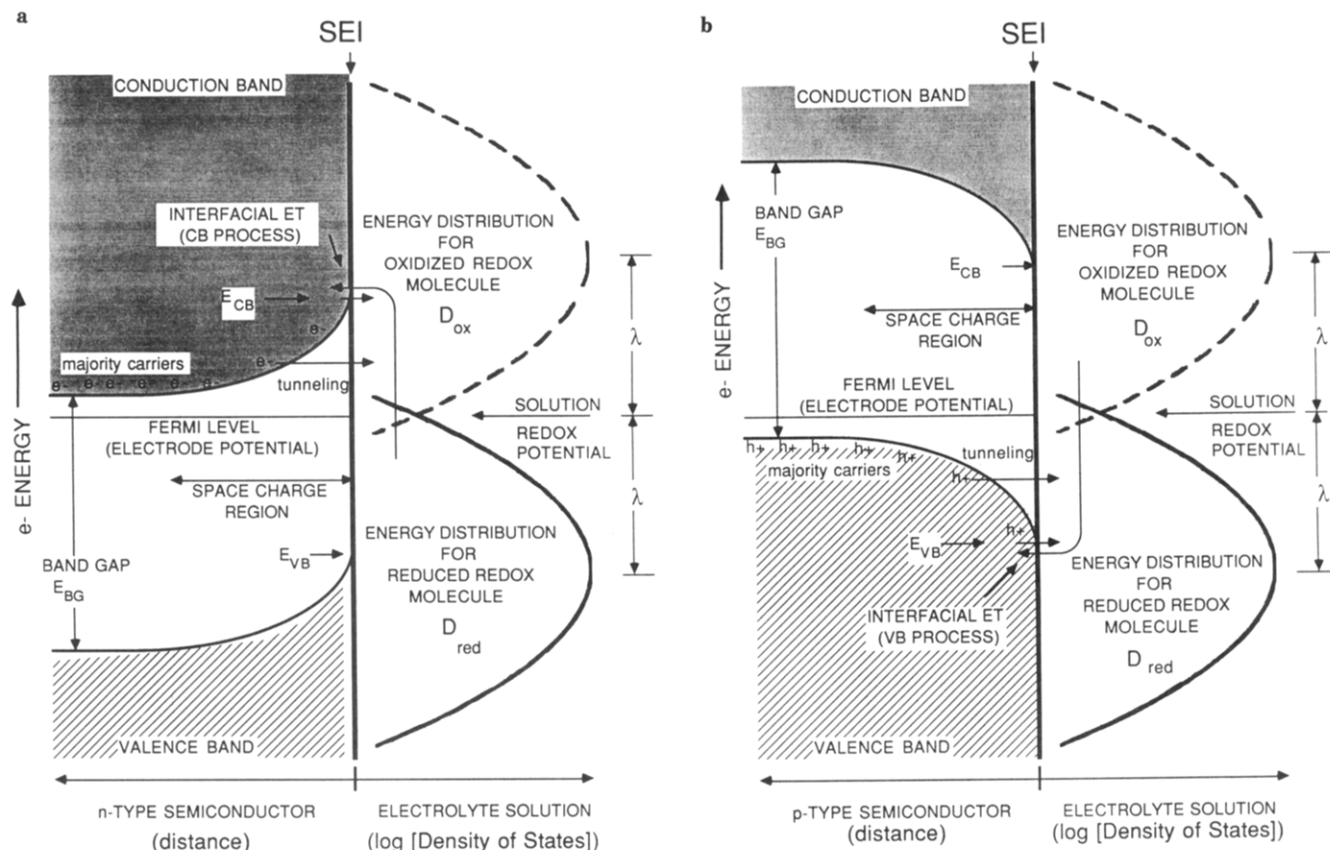 a
SEI
CONDUCTION BAND
INTERFACIAL ET
(CB PROCESS)
E CB
e-
e-
majority carriers
e- e- e- e- e- e-
tunneling
FERMI LEVEL
(ELECTRODE POTENTIAL)
SPACE CHARGE
REGION
E VB
BAND GAP
E BG
VALENCE BAND
e- ENERGY
ENERGY DISTRIBUTION
FOR
OXIDIZED REDOX
MOLECULE
D ox
λ
SOLUTION
REDOX
POTENTIAL
λ
ENERGY DISTRIBUTION
FOR
REDUCED REDOX
MOLECULE
D red
n-TYPE SEMICONDUCTOR
(distance)
ELECTROLYTE SOLUTION
(log [Density of States])
b
SEI
CONDUCTION BAND
BAND GAP
E BG
E CB
SPACE CHARGE
REGION
e- ENERGY
FERMI LEVEL
(ELECTRODE POTENTIAL)
h+ h+ h+ h+ h+
majority carriers
tunneling
h+
E VB
h+
INTERFACIAL ET
(VB PROCESS)
VALENCE BAND
ENERGY DISTRIBUTION
FOR
OXIDIZED REDOX
MOLECULE
D ox
λ
SOLUTION
REDOX
POTENTIAL
λ
ENERGY DISTRIBUTION
FOR
REDUCED REDOX
MOLECULE
D red
p-TYPE SEMICONDUCTOR
(distance)
ELECTROLYTE SOLUTION
(log [Density of States])